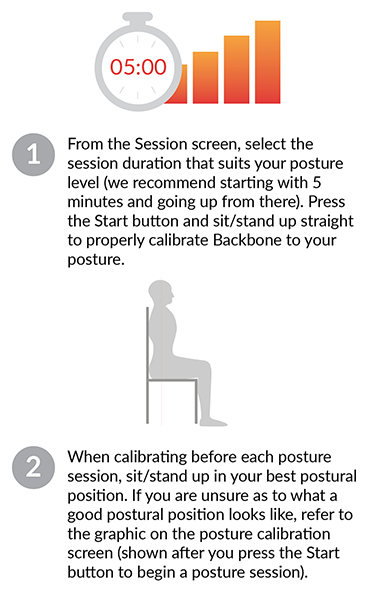 05:00
1
From the Session screen, select the
session duration that suits your posture
level (we recommend starting with 5
minutes and going up from there). Press
the Start button and sit/stand up straight
to properly calibrate Backbone to your
posture.
2
When calibrating before each posture
session, sit/stand up in your best postural
position. If you are unsure as to what a
good postural position looks like, refer to
the graphic on the posture calibration
screen (shown after you press the Start
button to begin a posture session).